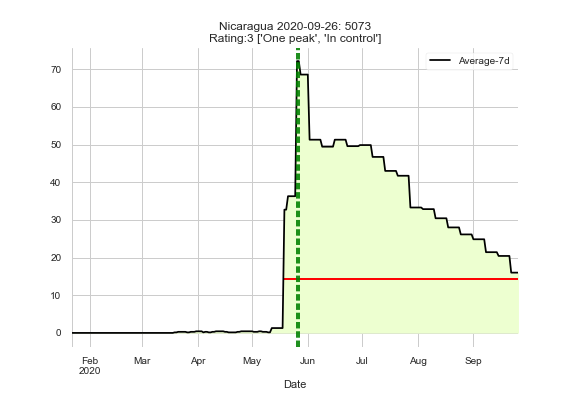 Nicaragua 2020-09-26: 5073
Rating:3 ['One peak', 'In control']
Average-7d
70
60
50
40
30
20
10
0
Feb Mar Apr May Jun Jul Aug Sep
2020
Date